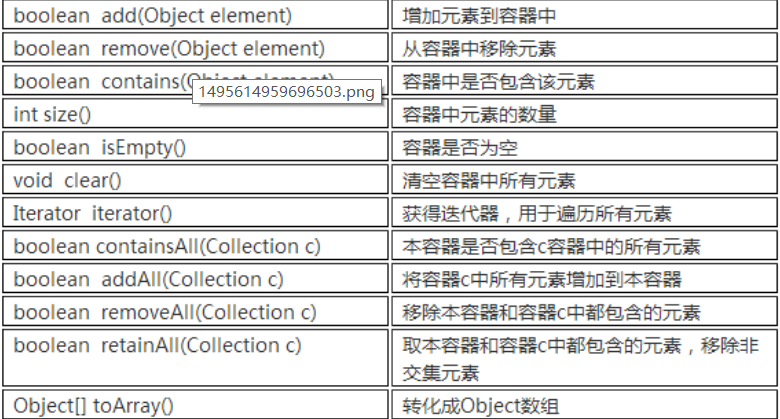 boolean add(Object element) 增加元素到容器中
boolean remove(Object element) 从容器中移除元素
boolean contains(Object element) 容器中是否包含该元素
1495614959696503.png
int size() 容器中元素的数量
boolean isEmpty() 容器是否为空
void clear() 清空容器中所有元素
Iterator iterator() 获得迭代器，用于遍历所有元素
boolean containsAll(Collection c) 本容器是否包含c容器中的所有元素
boolean addAll(Collection c) 将容器c中所有元素增加到本容器
boolean removeAll(Collection c) 移除本容器和容器c中都包含的元素
boolean retainAll(Collection c) 取本容器和容器c中都包含的元素，移除非
交集元素
Object[] toArray() 转化成Object数组